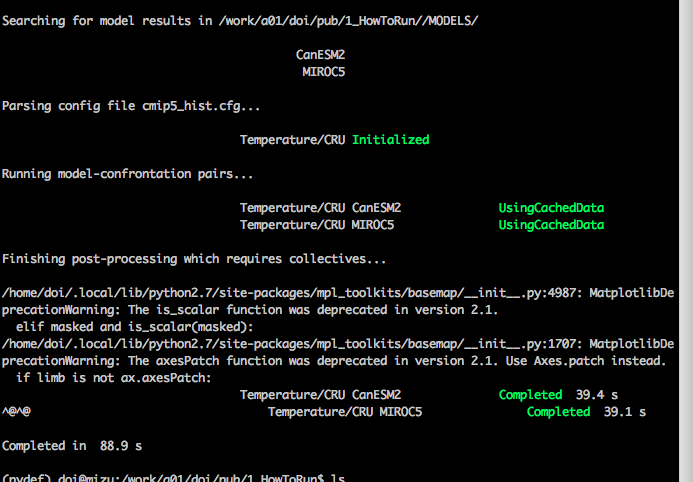 Searching for model results in /work/a01/doi/pub/1_HowToRun//MODELS/
CanESM2
MIROC5
Parsing config file cmip5_hist.cfg...
Temperature/CRU Initialized
Running model-confrontation pairs...
Temperature/CRU CanESM2 UsingCachedData
Temperature/CRU MIROC5 UsingCachedData
Finishing post-processing which requires collectives...
/home/doi/.local/lib/python2.7/site-packages/mpl_toolkits/basemap/__init__.py:4987: MatplotlibDe
precationWarning: The is_scalar function was deprecated in version 2.1.
elif masked and is_scalar(masked):
/home/doi/.local/lib/python2.7/site-packages/mpl_toolkits/basemap/__init__.py:1707: MatplotlibDe
precationWarning: The axesPatch function was deprecated in version 2.1. Use Axes.patch instead.
if limb is not ax.axesPatch:
Temperature/CRU CanESM2 Completed 39.4 s
^@^@ Temperature/CRU MIROC5 Completed 39.1 s
Completed in 88.9 s
(pydef) doi@mizu:/work/a01/doi/pub/1_HowToRun$ ls